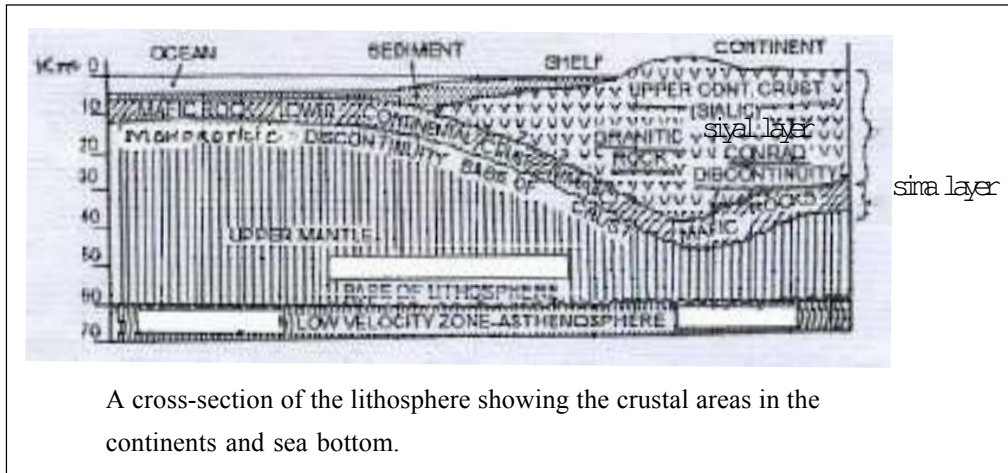 OCEAN
SEDIMENT
SHELF
CONTINENT
Km 0
10
20
30
40
50
60
70
MAFIC ROCK LOWER CONTINENTAL CRUST
DISCONTINUITY BASE OF CRUST
UPPER CONT. CRUST
(SIALIC)
siyal layer
GRANITIC
ROCK
CONRAD
DISCONTINUITY
sima layer
MAFIC ROCKS
UPPER MANTLE
BASE OF LITHOSPHERE
LOW VELOCITY ZONE-ASTHENOSPHERE
A cross-section of the lithosphere showing the crustal areas in the
continents and sea bottom.